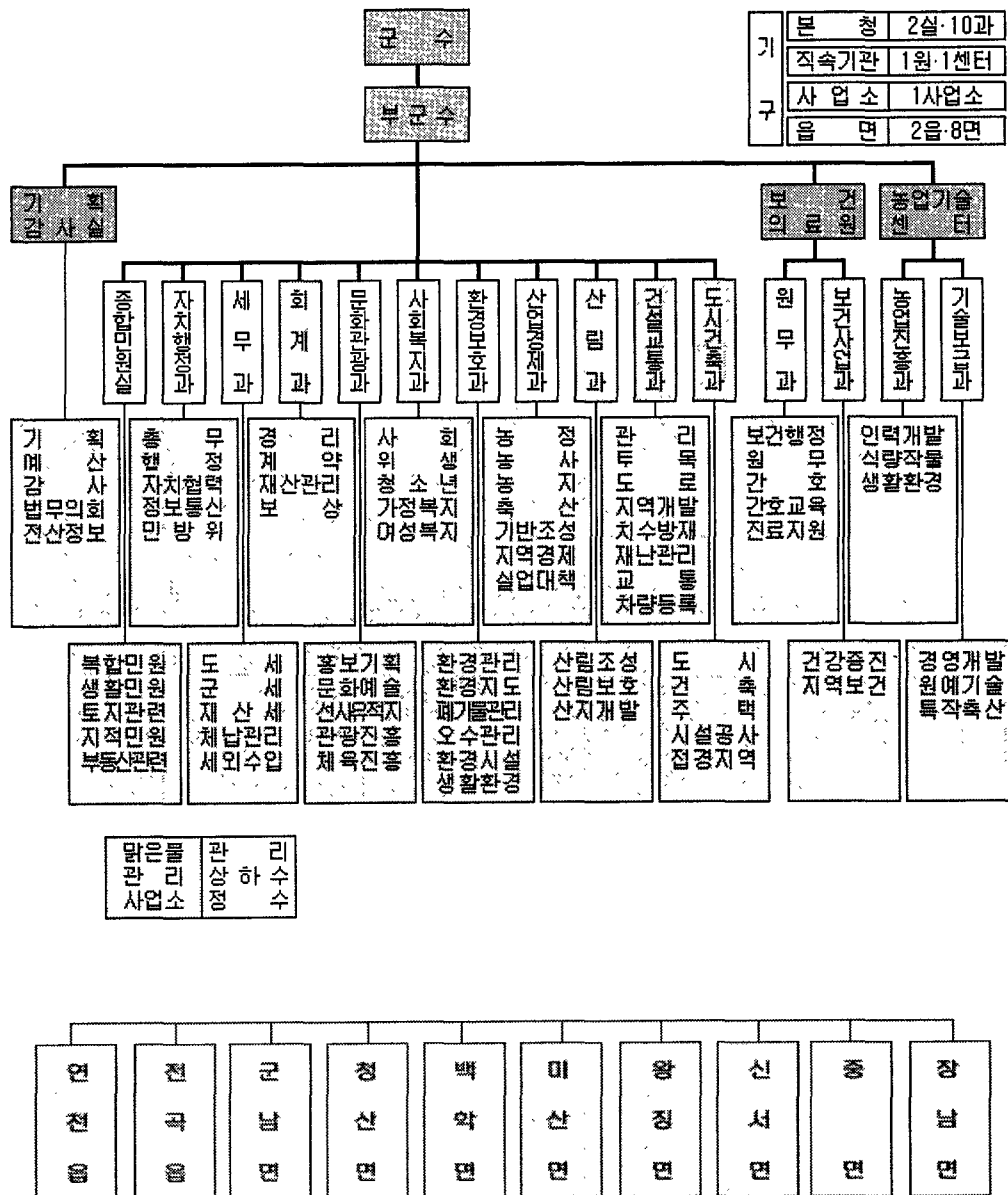 군 수
부군수
기 구
본 청 2실·10과
직속기관 1원·1센터
사 업 소 1사업소
읍 면 2읍·8면
기 획
감 사 실
보 건
의 료 원
농업기술
센 터
종합민원실
자치행정과
세 무 과
회 계 과
문화관광과
사회복지과
환경보호과
산업경제과
산 림 과
건설교통과
도시건축과
원 무 과
보건사업과
농업진흥과
기술보급과
기 획
예 산
감 사
법 무 의 회
전 산 정 보
총 무
행 정
자치협력
정보통신
민 방 위
경 리
계 약
재산관리
보 상
사 회
위 생
청 소 년
가정복지
여성복지
농 정
농 사
농 지
축 산
기반조성
지역경제
실업대책
관 리
토 목
도 로
지역개발
치수방재
재난관리
교 통
차량등록
보건행정
원 무
간 호
간호교육
진료지원
인력개발
식량작물
생활환경
복합민원
생활민원
토지관련
지적민원
부동산관련
도 세
군 세
재 산 세
체납관리
세외수입
홍보기획
문화예술
선사유적지
관광진흥
체육진흥
환경관리
환경지도
폐기물관리
오수관리
환경시설
생활환경
산림조성
산림보호
산지개발
도 시
건 축
주 택
시설공사
접경지역
건강증진
지역보건
경영개발
원예기술
특작축산
맑은물
관 리
사업소
관 리
상 하 수
정 수
연 천 읍
전 곡 읍
군 남 면
청 산 면
백 학 면
미 산 면
왕 징 면
신 서 면
중 면
장 남 면